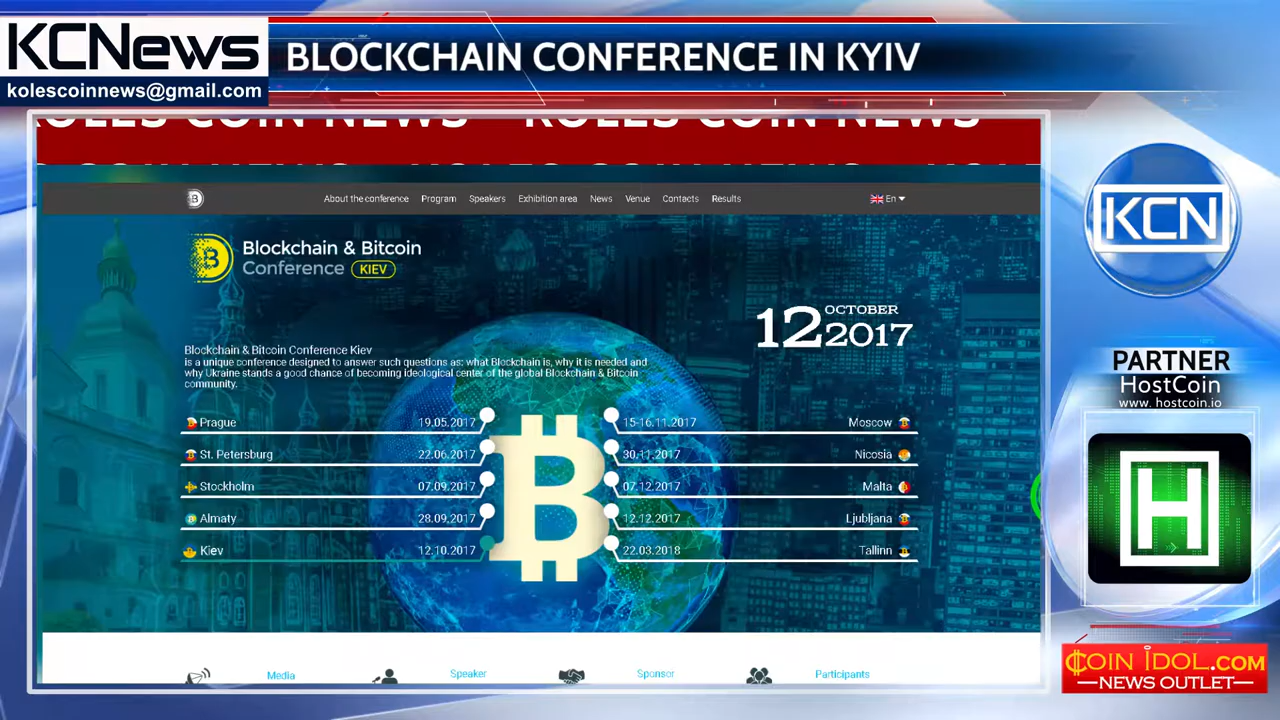 KCNews
kolescoinnews@gmail.com
BLOCKCHAIN CONFERENCE IN KYIV
KOLES COIN NEWS KOLES COIN NEWS
About the conference Program Speakers Exhibition area News Venue Contacts Results En
Blockchain & Bitcoin
Conference KIEV
12 OCTOBER
2017
Blockchain & Bitcoin Conference Kiev
is a unique conference designed to answer such questions as: what Blockchain is, why it is needed and
why Ukraine stands a good chance of becoming ideological center of the global Blockchain & Bitcoin
community.
Prague 19.05.2017 15-16.11.2017 Moscow
St. Petersburg 22.06.2017 30.11.2017 Nicosia
Stockholm 07.09.2017 07.12.2017 Malta
Almaty 28.09.2017 12.12.2017 Ljubljana
Kiev 12.10.2017 22.03.2018 Tallinn
Media Speaker Sponsor Participants
KCN
PARTNER
HostCoin
www. hostcoin.io
H
COIN IDOL.COM
NEWS OUTLET